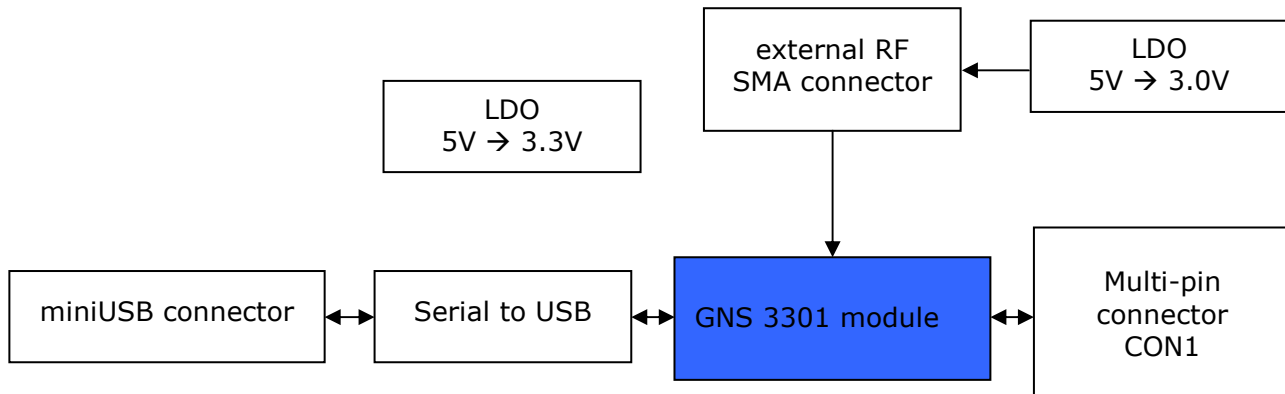 external RF
SMA connector
LDO
5V → 3.0V
LDO
5V → 3.3V
miniUSB connector
Serial to USB
GNS 3301 module
Multi-pin
connector
CON1